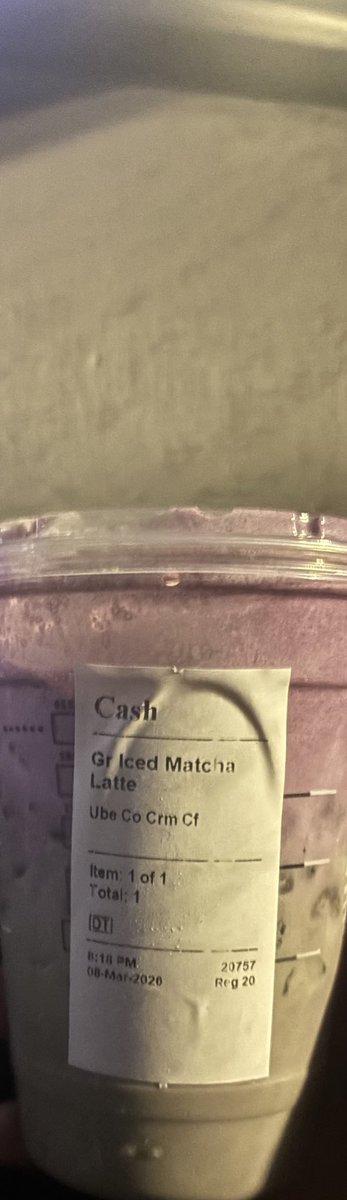 Cash
Gr Iced Matcha
Latte
Ube Co Crm Cf
Item: 1 of 1
Total: 1
[DT]
8:18 PM
08-Mar-2026
20757
Reg 20